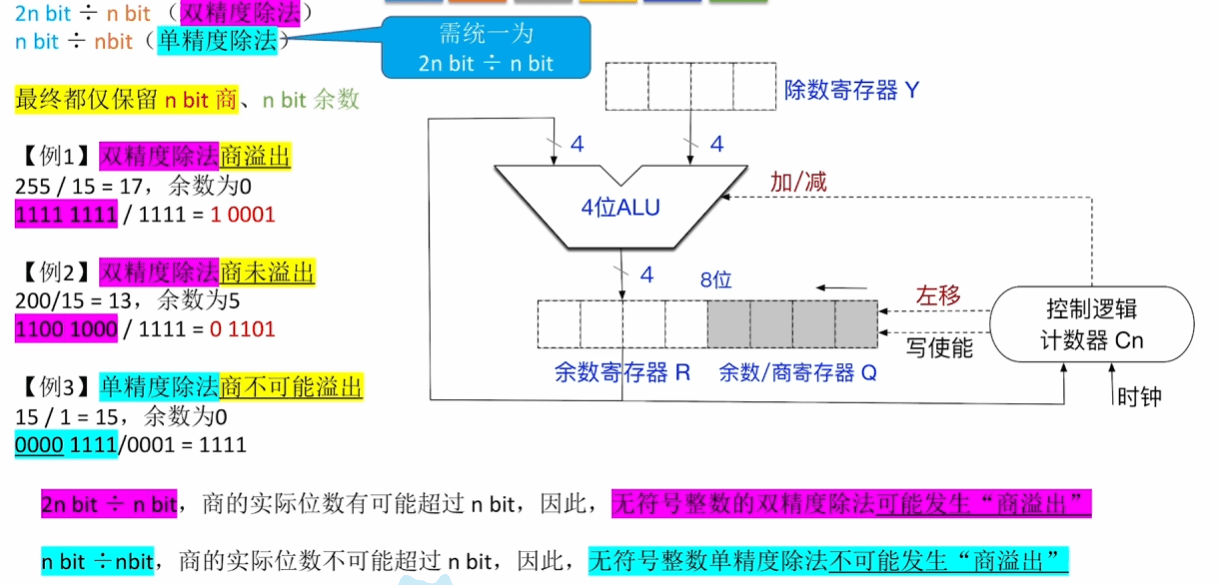 2n bit ÷ n bit （双精度除法）
n bit ÷ nbit（单精度除法）
需统一为
2n bit ÷ n bit
最终都仅保留 n bit 商、n bit 余数
【例1】双精度除法商溢出
255 / 15 = 17，余数为0
1111 1111 / 1111 = 1 0001
【例2】双精度除法商未溢出
200/15 = 13，余数为5
1100 1000 / 1111 = 0 1101
【例3】单精度除法商不可能溢出
15 / 1 = 15，余数为0
0000 1111/0001 = 1111
除数寄存器 Y
4
4
加/减
4位ALU
4
8位
左移
写使能
控制逻辑
计数器 Cn
余数寄存器 R
余数/商寄存器 Q
时钟
2n bit ÷ n bit，商的实际位数有可能超过 n bit，因此，无符号整数的双精度除法可能发生“商溢出”
n bit ÷nbit，商的实际位数不可能超过 n bit，因此，无符号整数单精度除法不可能发生“商溢出”